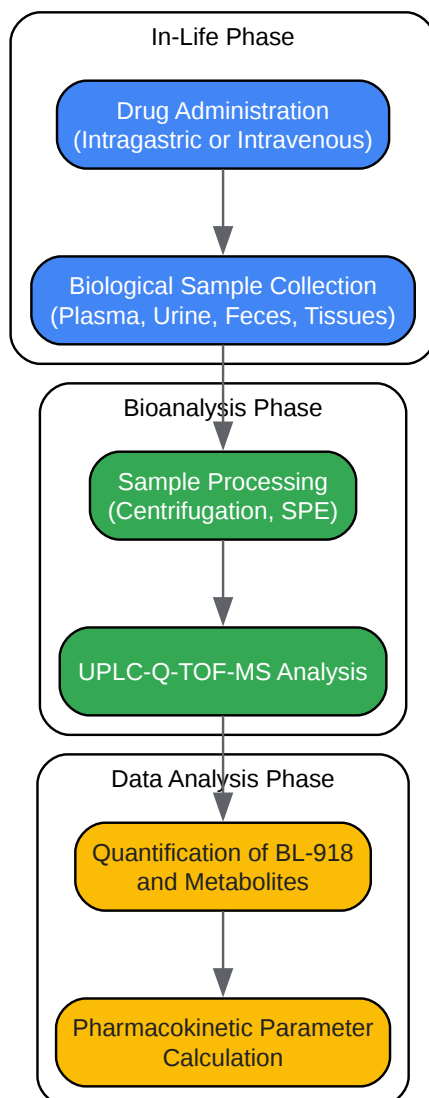 In-Life Phase
Drug Administration
(Intragastric or Intravenous)
Biological Sample Collection
(Plasma, Urine, Feces, Tissues)
Bioanalysis Phase
Sample Processing
(Centrifugation, SPE)
UPLC-Q-TOF-MS Analysis
Data Analysis Phase
Quantification of BL-918
and Metabolites
Pharmacokinetic Parameter
Calculation